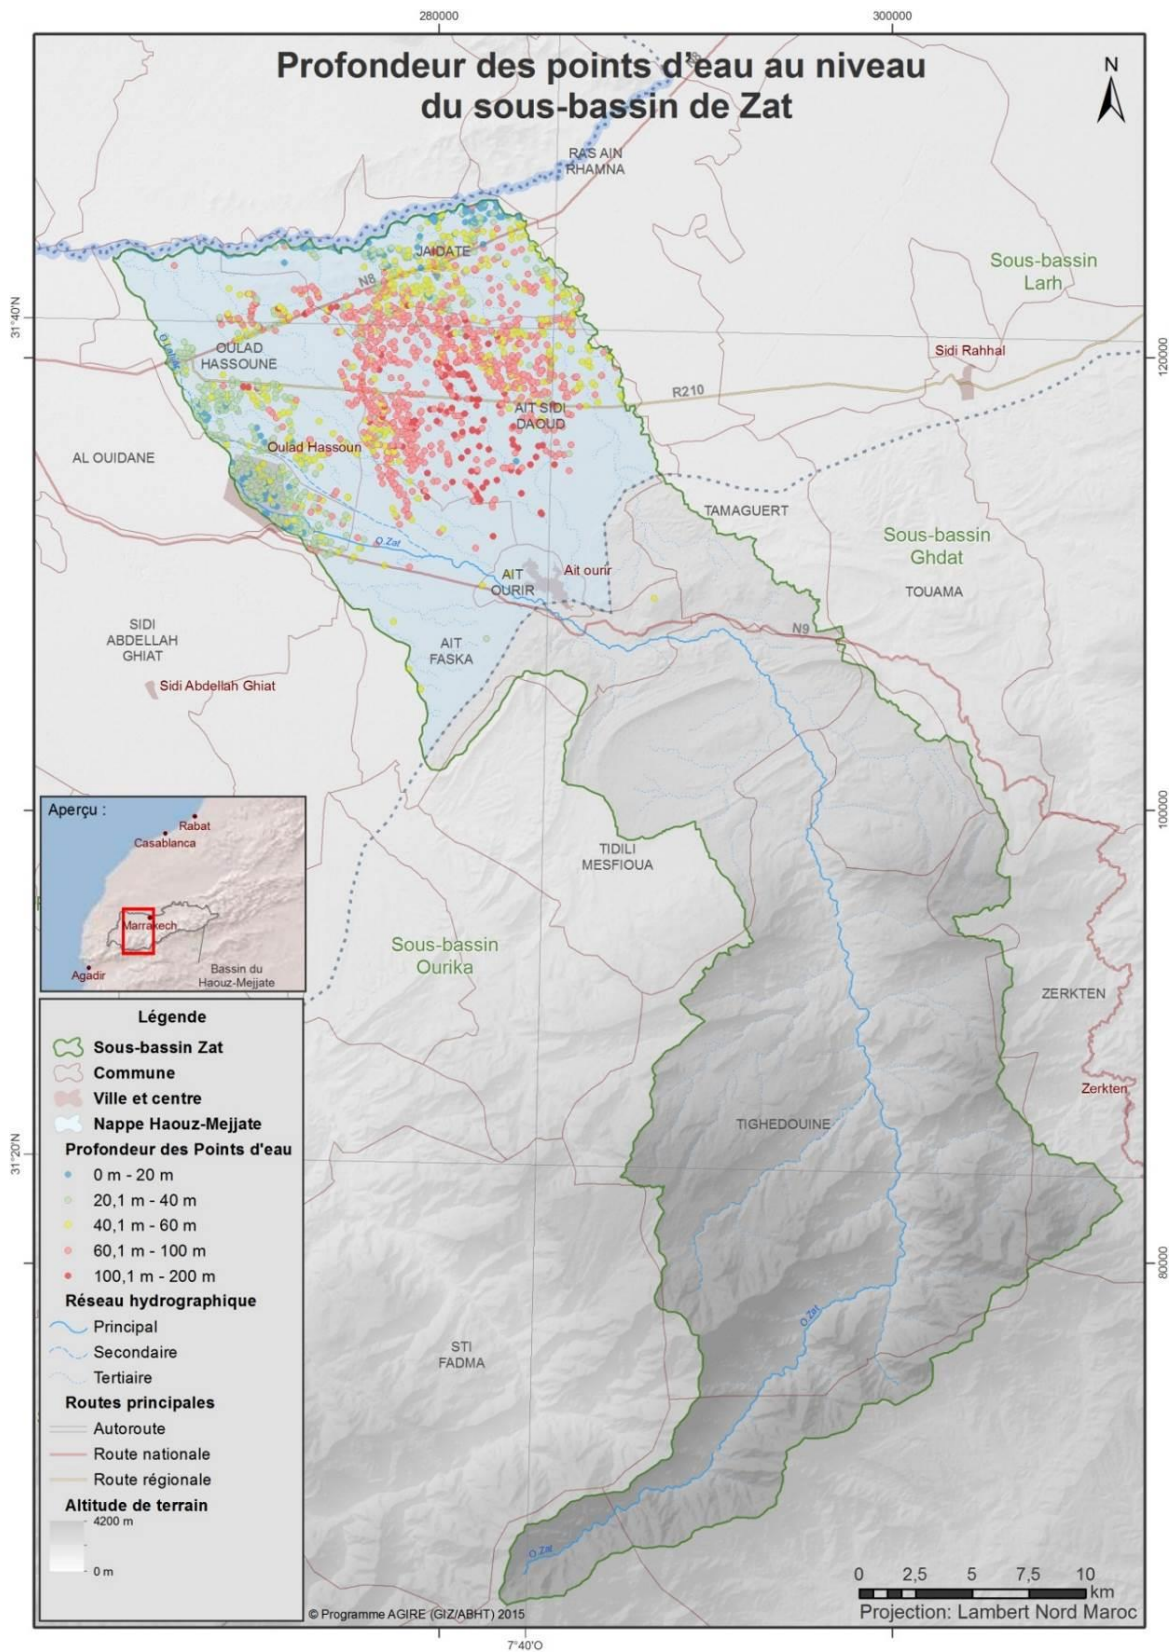 280000
300000
Profondeur des points d'eau au niveau
du sous-bassin de Zat
N
N8
RAS AIN
RHAMNA
JAIDATE
N8
Sous-bassin
Larh
31°40'N
OULAD
HASSOUNE
Sidi Rahhal
120000
R210
AIT SIDI
DAOUD
Oulad Hassoun
AL OUIDANE
TAMAGUERT
Sous-bassin
Ghdat
O Zat
AIT
OURIR
Ait ourir
TOUAMA
SIDI
ABDELLAH
GHIAT
N9
AIT
FASKA
Sidi Abdellah Ghiat
Aperçu :
Rabat
Casablanca
Marrakech
Agadir
Bassin du
Haouz-Mejjate
100000
TIDILI
MESFIOUA
Sous-bassin
Ourika
ZERKTEN
Zerkten
TIGHEDOUINE
31°20'N
80000
O Zat
STI
FADMA
O Zat
Légende
Sous-bassin Zat
Commune
Ville et centre
Nappe Haouz-Mejjate
Profondeur des Points d'eau
0 m - 20 m
20,1 m - 40 m
40,1 m - 60 m
60,1 m - 100 m
100,1 m - 200 m
Réseau hydrographique
Principal
Secondaire
Tertiaire
Routes principales
Autoroute
Route nationale
Route régionale
Altitude de terrain
4200 m
0 m
© Programme AGIRE (GIZ/ABHT) 2015
0 2,5 5 7,5 10
km
Projection: Lambert Nord Maroc
7°40'O